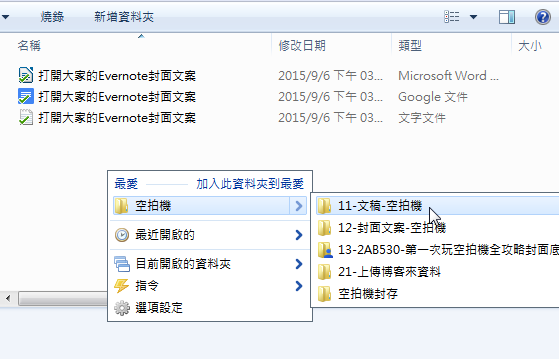 燒錄 新增資料夾
名稱 修改日期 類型 大小
打開大家的Evernote封面文案 2015/9/6 下午 03... Microsoft Word ...
打開大家的Evernote封面文案 2015/9/6 下午 03... Google 文件
打開大家的Evernote封面文案 2015/9/6 下午 03... 文字文件
最愛 加入此資料夾到最愛
空拍機
最近開啟的
目前開啟的資料夾
指令
選項設定
11-文稿-空拍機
12-封面文案-空拍機
13-2AB530-第一次玩空拍機全攻略封面底
21-上傳博客來資料
空拍機封存